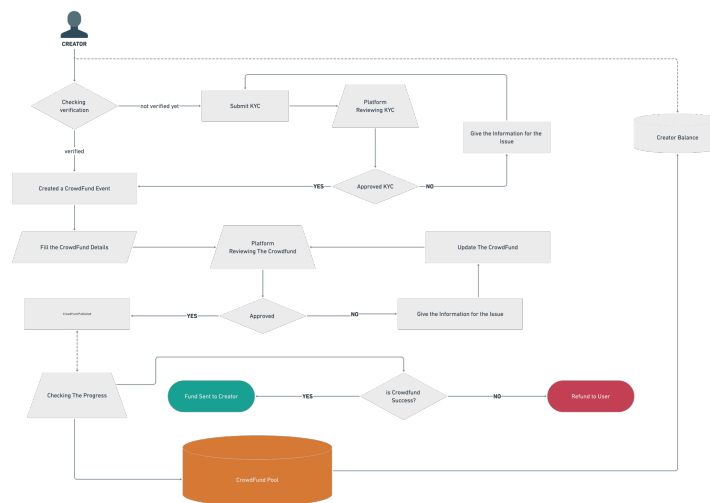 CREATOR
Checking
verification
not verified yet
Submit KYC
Platform
Reviewing KYC
Give the Information for the
Issue
Creator Balance
verified
Created a CrowdFund Event
YES
Approved KYC
NO
Fill the CrowdFund Details
Platform
Reviewing The Crowdfund
Update The CrowdFund
CrowdFund Published
YES
Approved
NO
Give the Information for the Issue
Checking The Progress
Fund Sent to Creator
YES
is Crowdfund
Success?
NO
Refund to User
CrowdFund Pool